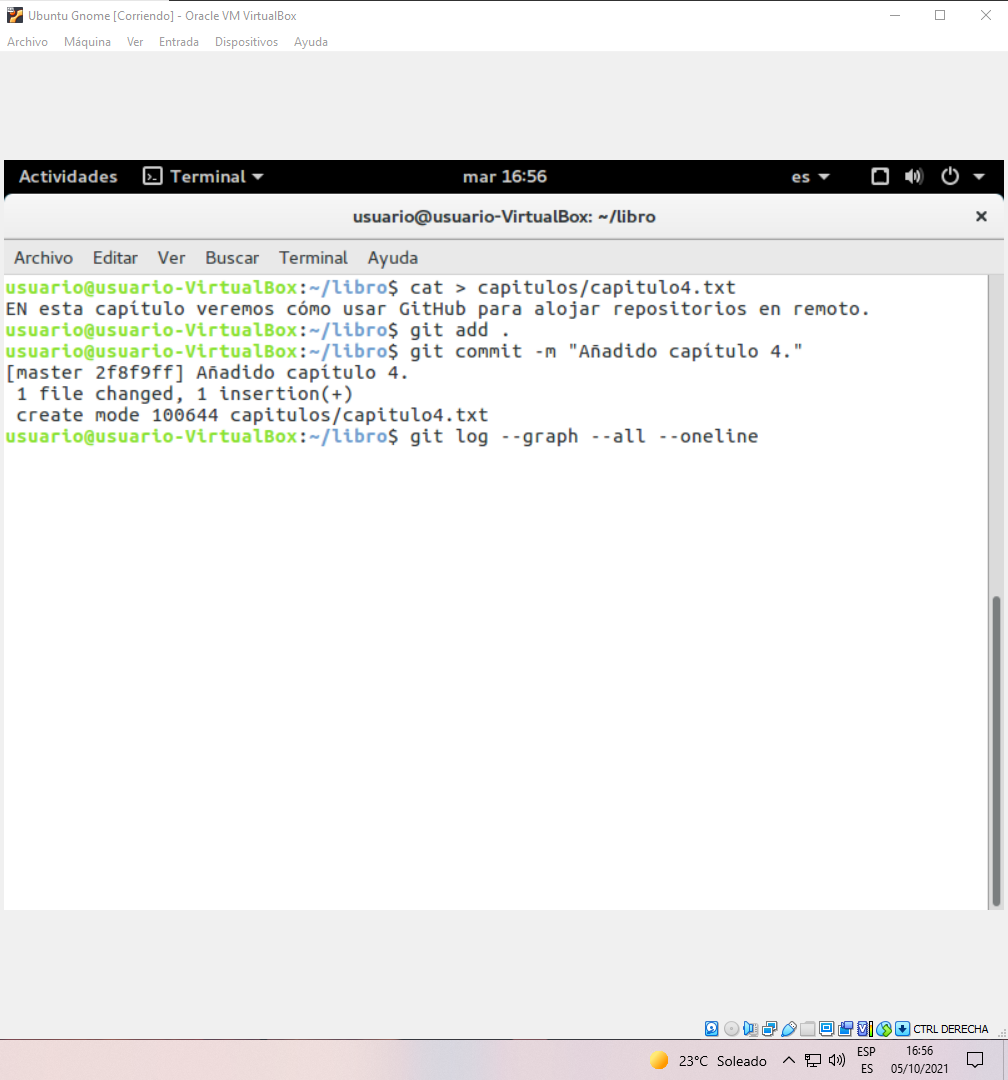 Ubuntu Gnome [Corriendo] - Oracle VM VirtualBox
Archivo Máquina Ver Entrada Dispositivos Ayuda
Actividades Terminal mar 16:56 es
usuario@usuario-VirtualBox: ~/libro
Archivo Editar Ver Buscar Terminal Ayuda
usuario@usuario-VirtualBox:~/libro$ cat > capitulos/capitulo4.txt
EN esta capítulo veremos cómo usar GitHub para alojar repositorios en remoto.
usuario@usuario-VirtualBox:~/libro$ git add .
usuario@usuario-VirtualBox:~/libro$ git commit -m "Añadido capítulo 4."
[master 2f8f9ff] Añadido capítulo 4.
 1 file changed, 1 insertion(+)
 create mode 100644 capitulos/capitulo4.txt
usuario@usuario-VirtualBox:~/libro$ git log --graph --all --oneline
CTRL DERECHA
23°C Soleado
ESP
ES
16:56
05/10/2021